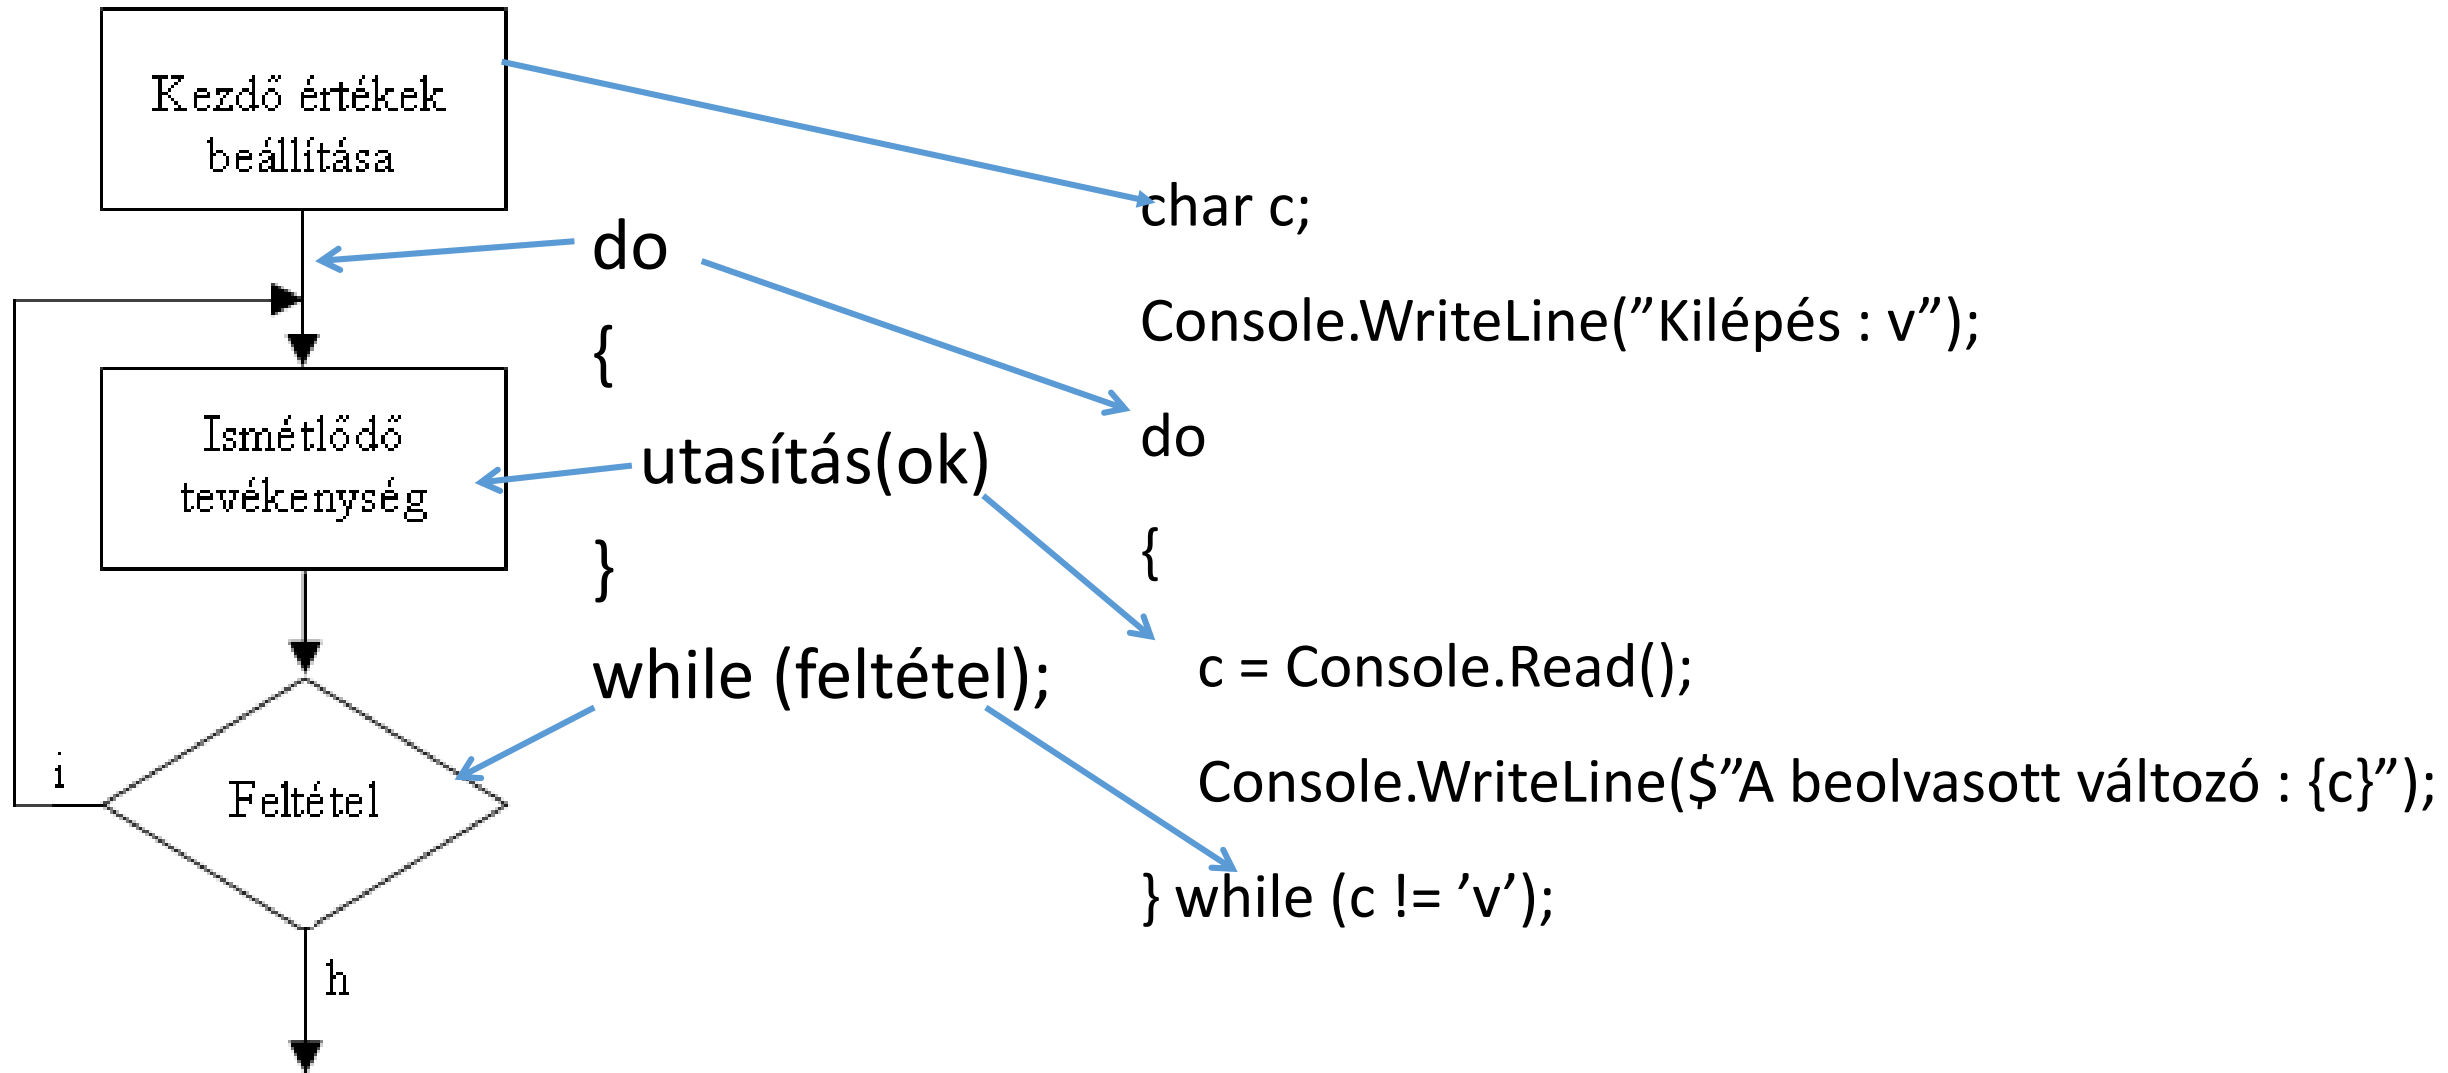 Kezdő értékek
beállítása
Ismétlődő
tevékenység
i
Feltétel
h
do
{
utasítás(ok)
}
while (feltétel);
char c;
Console.WriteLine(”Kilépés : v”);
do
{
c = Console.Read();
Console.WriteLine($”A beolvasott változó : {c}”);
} while (c != ’v’);